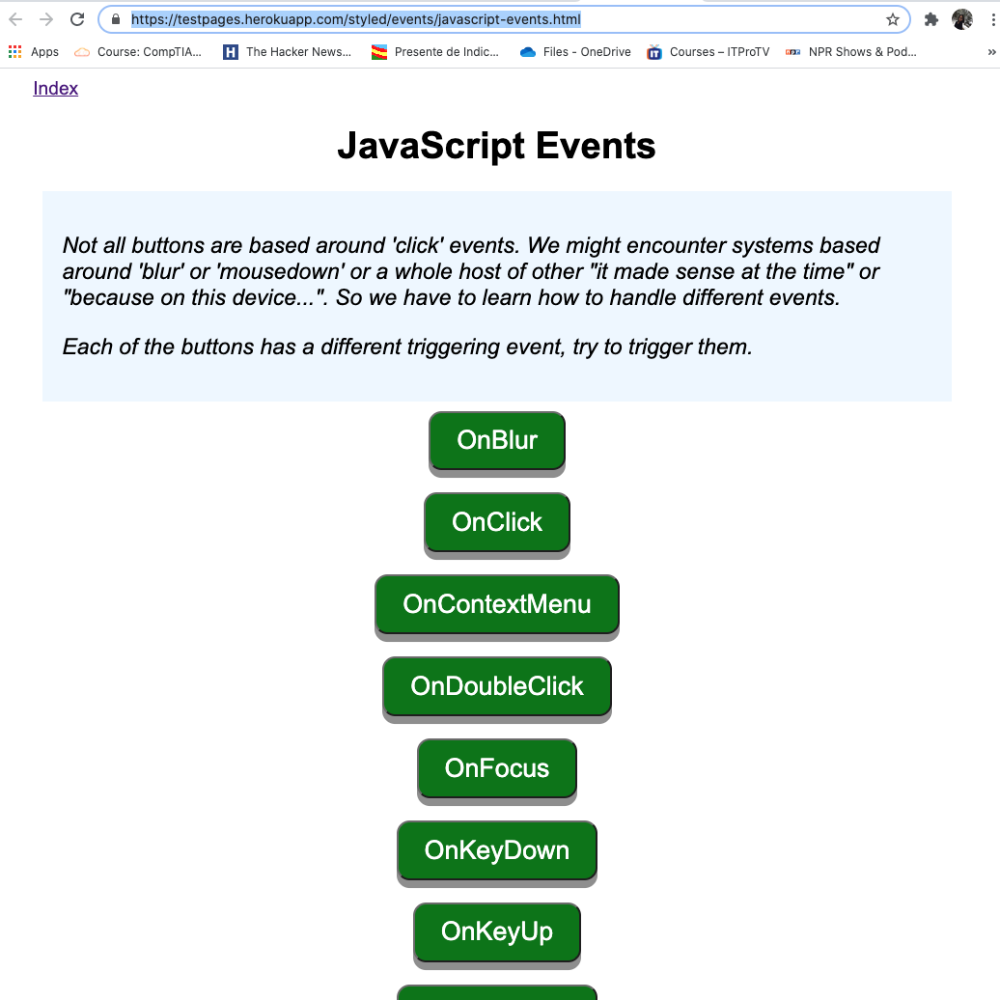 https://testpages.herokuapp.com/styled/events/javascript-events.html
Apps Course: CompTIA... H The Hacker News... Presente de Indic... Files - OneDrive Courses – ITProTV npr NPR Shows & Pod... »
Index
JavaScript Events
Not all buttons are based around 'click' events. We might encounter systems based
around 'blur' or 'mousedown' or a whole host of other "it made sense at the time" or
"because on this device...". So we have to learn how to handle different events.
Each of the buttons has a different triggering event, try to trigger them.
OnBlur
OnClick
OnContextMenu
OnDoubleClick
OnFocus
OnKeyDown
OnKeyUp